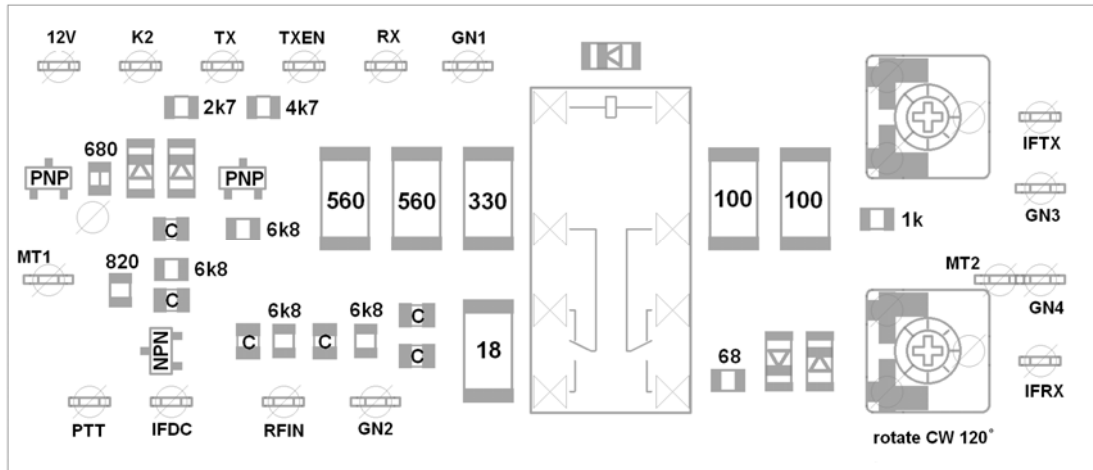 12V K2 TX TXEN RX GN1
2k7 4k7
680
PNP PNP
560 560 330 100 100
IFTX
GN3
1k
C 6k8
MT1 820 6k8 MT2
C
GN4
6k8 6k8 C
NPN C C C
18 68
IFRX
PTT IFDC RFIN GN2
rotate CW 120°